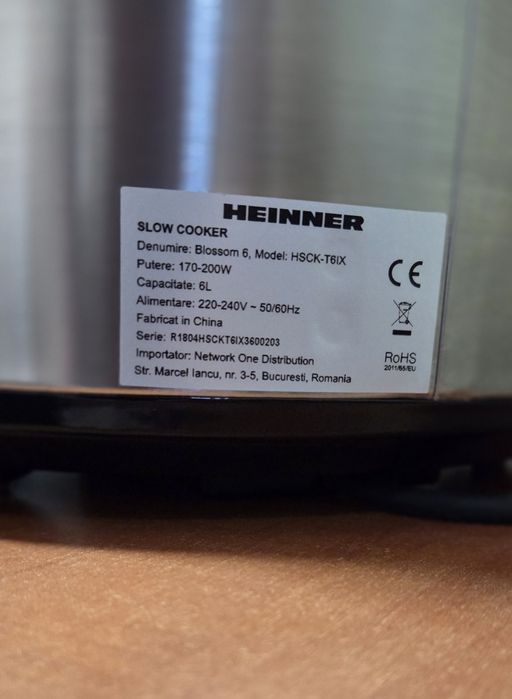 HEINNER
SLOW COOKER
Denumire: Blossom 6, Model: HSCK-T6IX
Putere: 170-200W
Capacitate: 6L
Alimentare: 220-240V ~ 50/60Hz
Fabricat in China
Serie: R1804HSCKT6IX3600203
Importator: Network One Distribution
Str. Marcel Iancu, nr. 3-5, Bucuresti, Romania
CE
RoHS
2011/65/EU